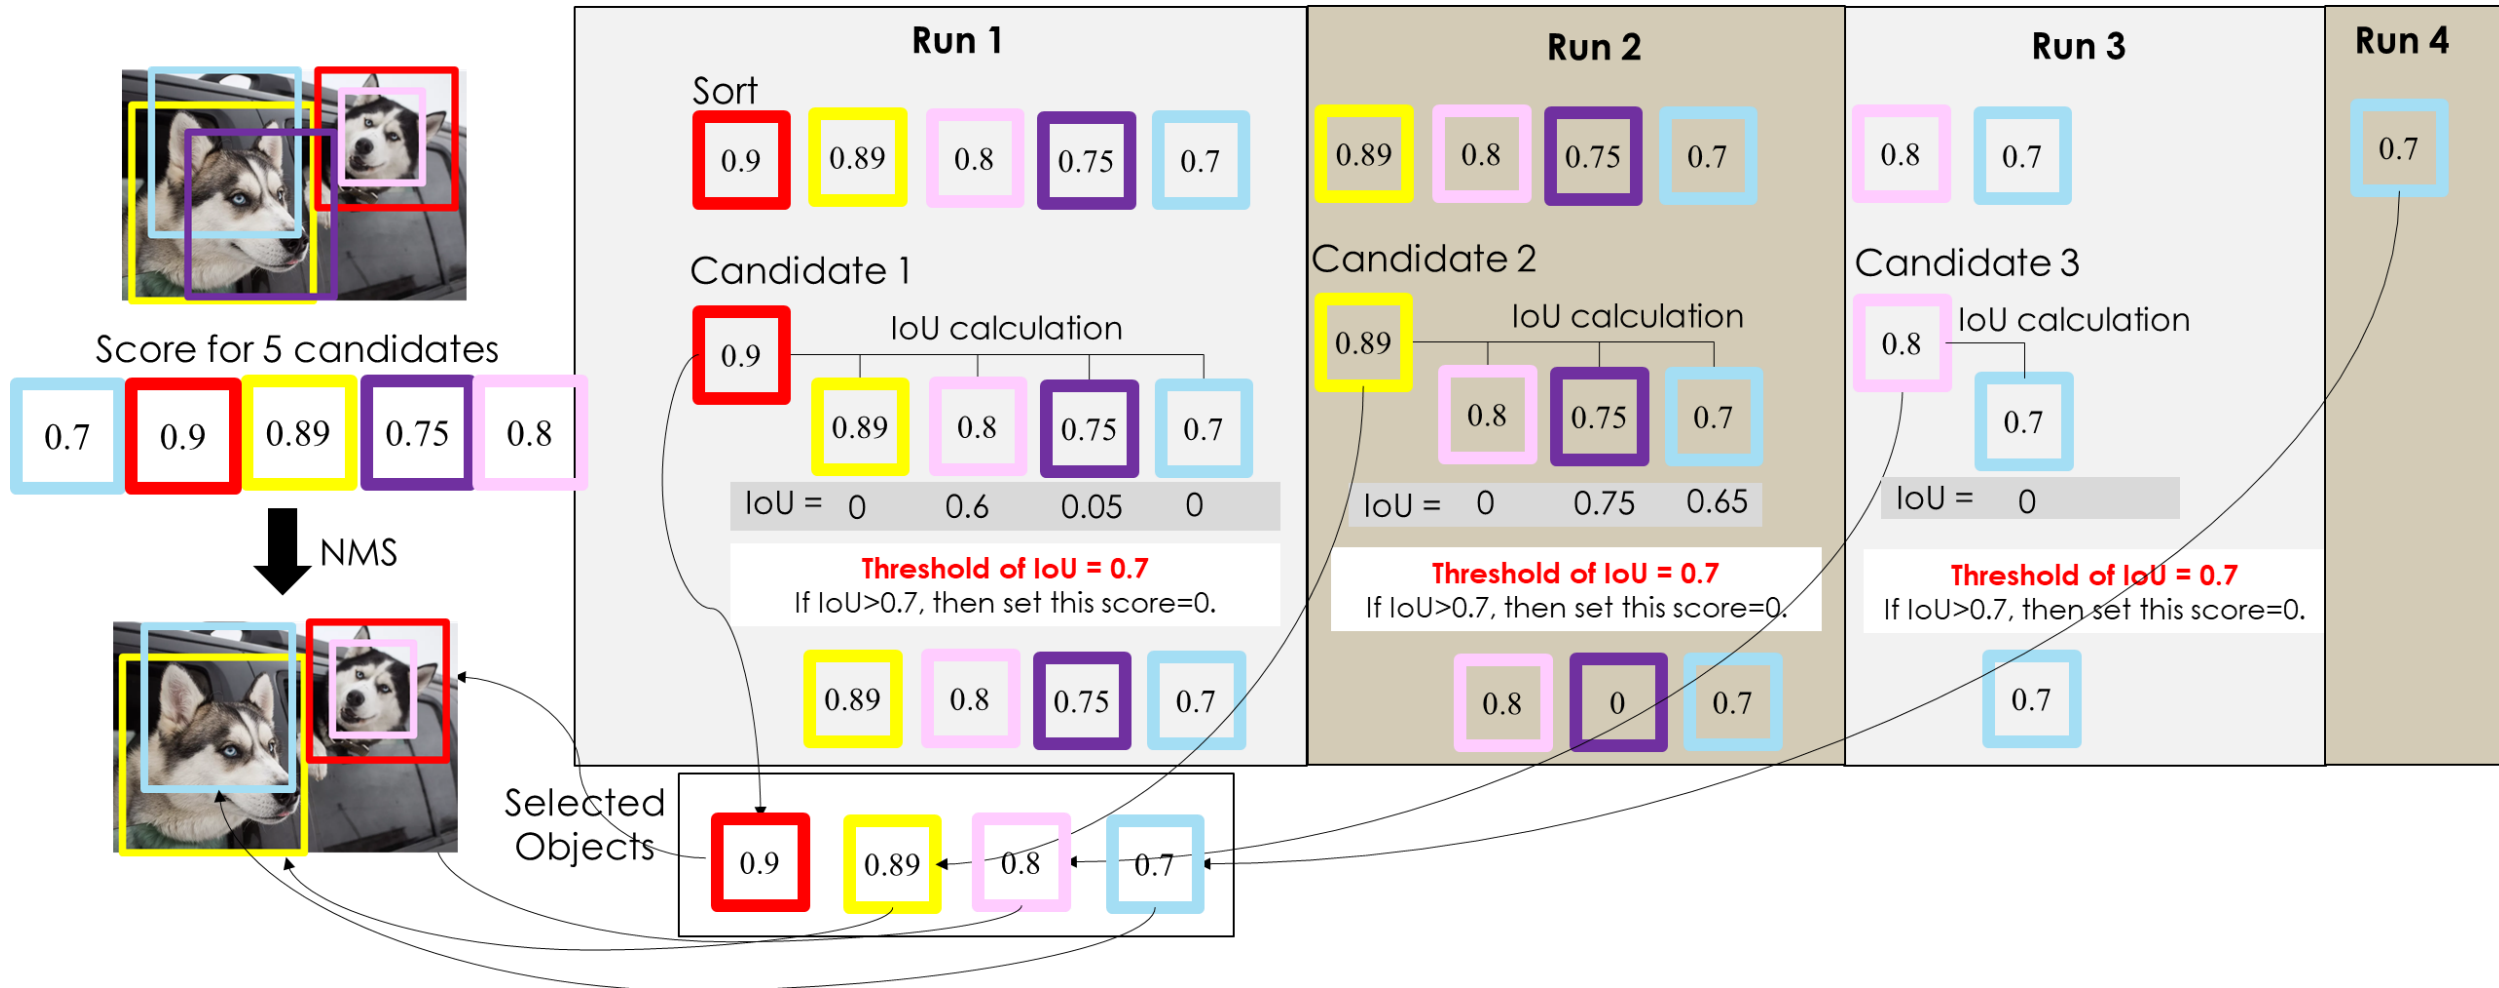 Score for 5 candidates
0.7 0.9 0.89 0.75 0.8
NMS
Run 1
Sort
0.9 0.89 0.8 0.75 0.7
Candidate 1
0.9
IoU calculation
0.89 0.8 0.75 0.7
IoU = 0 0.6 0.05 0
Threshold of IoU = 0.7
If IoU>0.7, then set this score=0.
0.89 0.8 0.75 0.7
Run 2
0.89 0.8 0.75 0.7
Candidate 2
0.89
IoU calculation
0.8 0.75 0.7
IoU = 0 0.75 0.65
Threshold of IoU = 0.7
If IoU>0.7, then set this score=0.
0.8 0 0.7
Run 3
0.8 0.7
Candidate 3
0.8
IoU calculation
0.7
IoU = 0
Threshold of IoU = 0.7
If IoU>0.7, then set this score=0.
0.7
Run 4
0.7
Selected
Objects
0.9 0.89 0.8 0.7